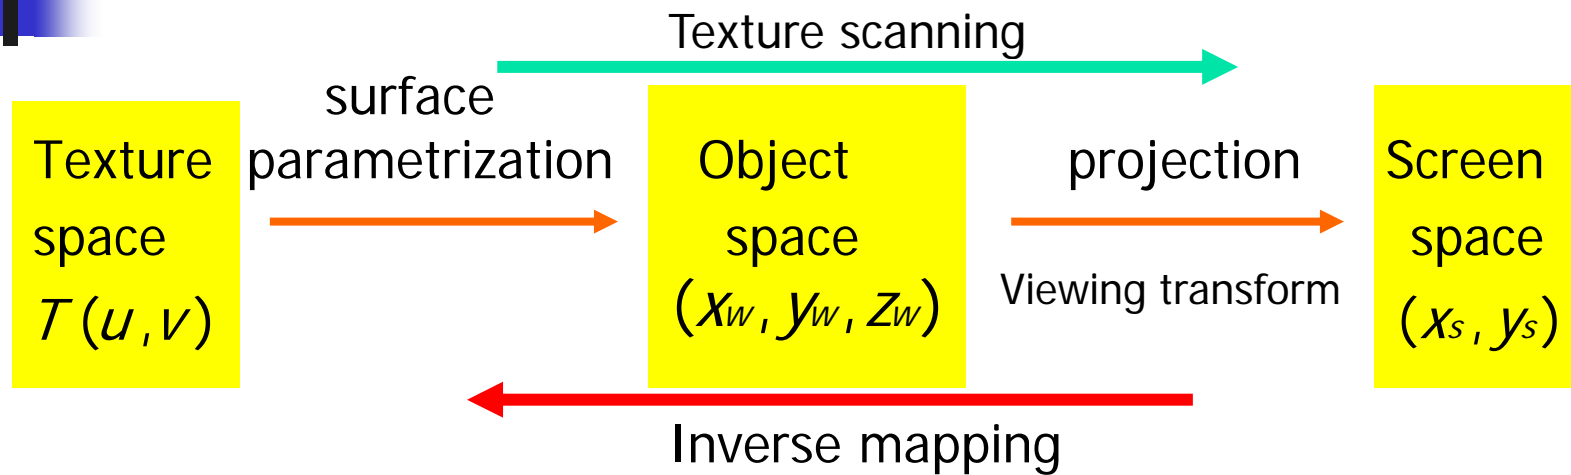 Texture scanning
surface
parametrization
Texture
space
T(u,v)
Object
space
(xw, yw, zw)
projection
Viewing transform
Screen
space
(xs, ys)
Inverse mapping